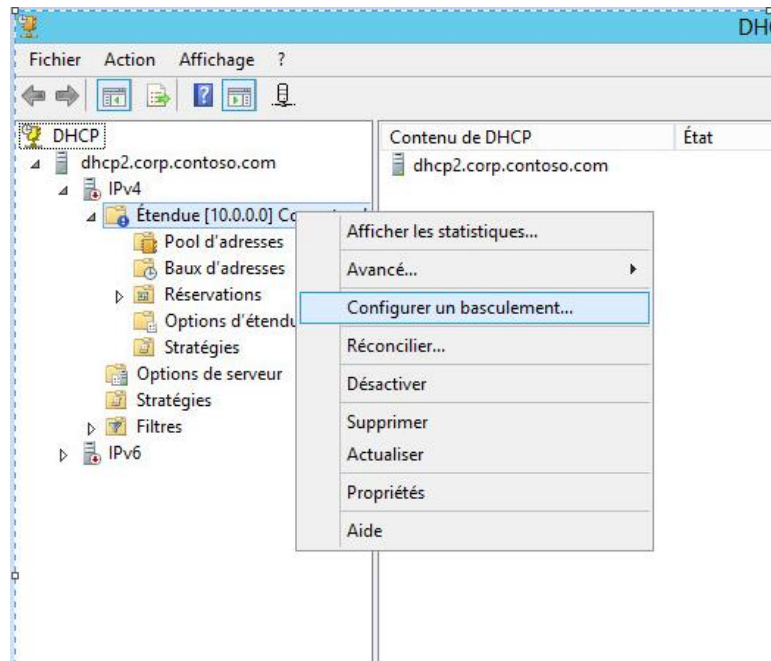 DHC
Fichier Action Affichage ?
DHCP
dhcp2.corp.contoso.com
IPv4
Étendue [10.0.0.0]
Pool d'adresses
Baux d'adresses
Réservations
Options d'étendu
Stratégies
Options de serveur
Stratégies
Filtres
IPv6
Contenu de DHCP État
dhcp2.corp.contoso.com
Afficher les statistiques...
Avancé...
Configurer un basculement...
Réconcilier...
Désactiver
Supprimer
Actualiser
Propriétés
Aide